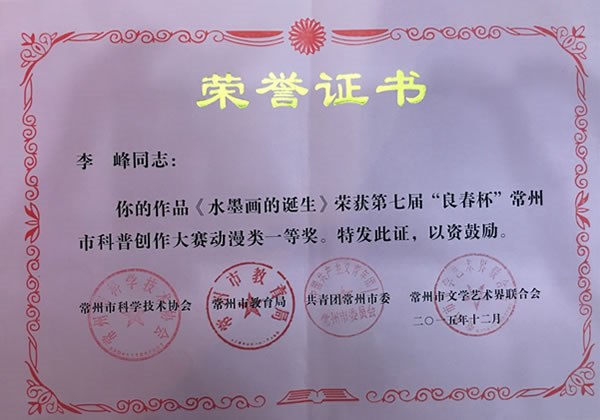 荣誉证书
李 峰同志：
你的作品《水墨画的诞生》荣获第七届“良春杯”常州
市科普创作大赛动漫类一等奖。特发此证，以资鼓励。
常州市科学技术协会 常州市教育局 共青团常州市委 常州市文学艺术界联合会
二〇一五年十二月